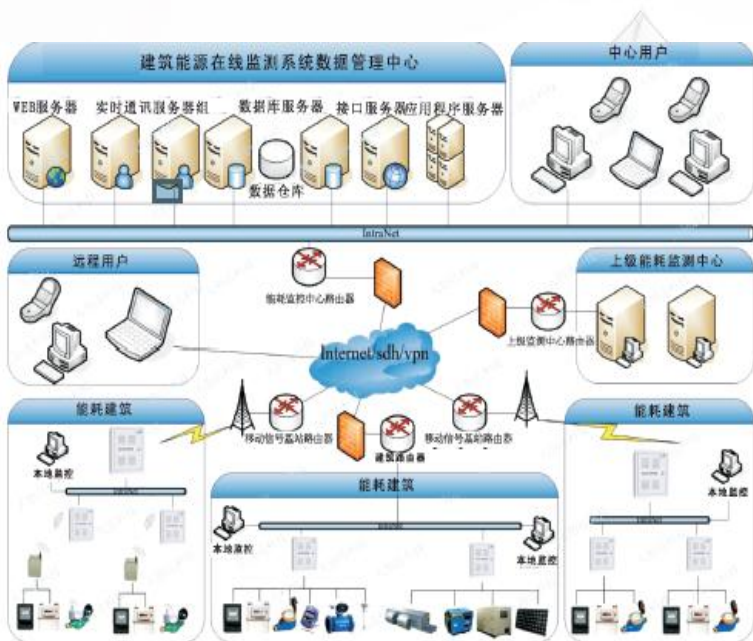 建筑能源在线监测系统数据管理中心
中心用户
WEB服务器
实时通讯服务器组
数据库服务器
接口服务器
应用程序服务器
数据仓库
IntraNet
远程用户
上级能耗监测中心
能耗监控中心路由器
上级监测中心路由器
Internet/sdh/vpn
能耗建筑
能耗建筑
移动信号基站路由器
移动信号基站路由器
建筑路由器
本地监控
本地监控
能耗建筑
本地监控
本地监控